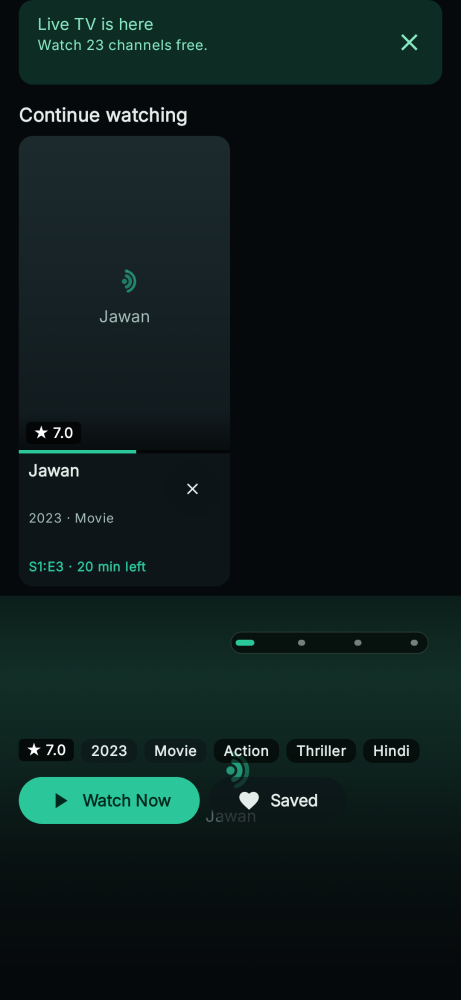 Live TV is here
Watch 23 channels free.
Continue watching
Jawan
★ 7.0
Jawan
2023 · Movie
S1:E3 · 20 min left
★ 7.0 2023 Movie Action Thriller Hindi
Watch Now Saved
Jawan